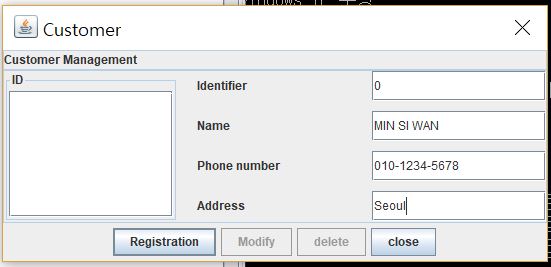 Customer
Customer Management
ID
Identifier 0
Name MIN SI WAN
Phone number 010-1234-5678
Address Seoul
Registration Modify delete close